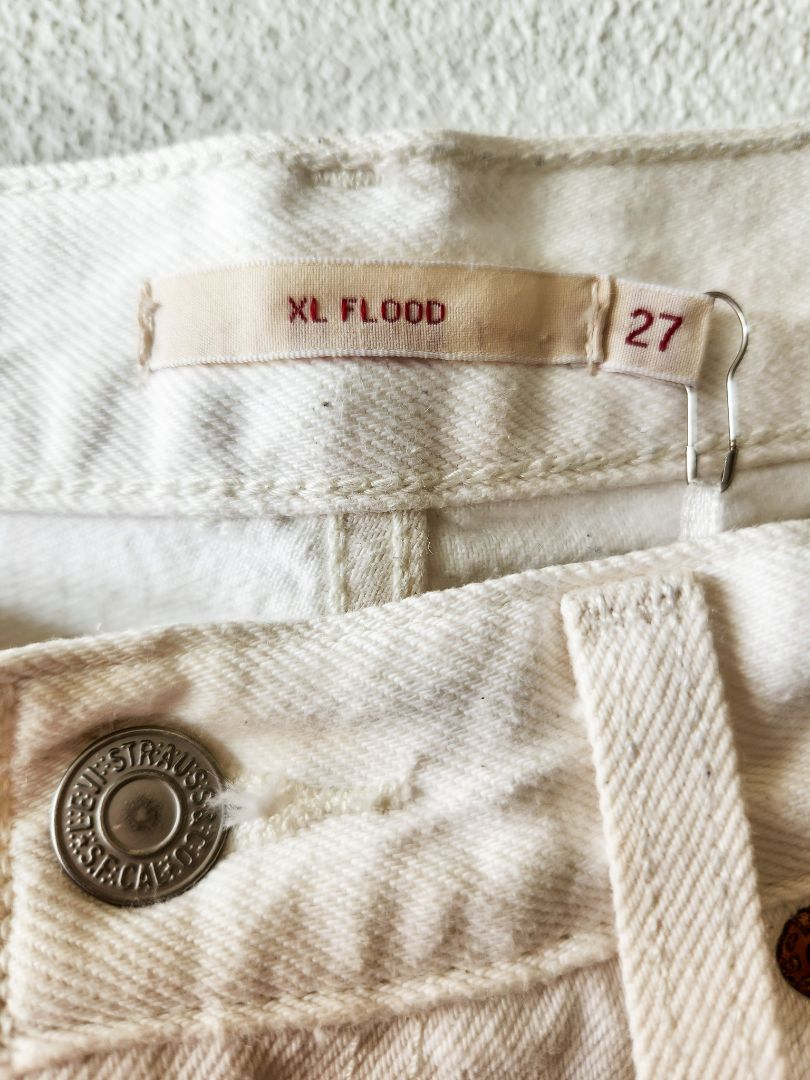 XL FLOOD
27
LEVI STRAUSS & CO.
S.F. CAL.